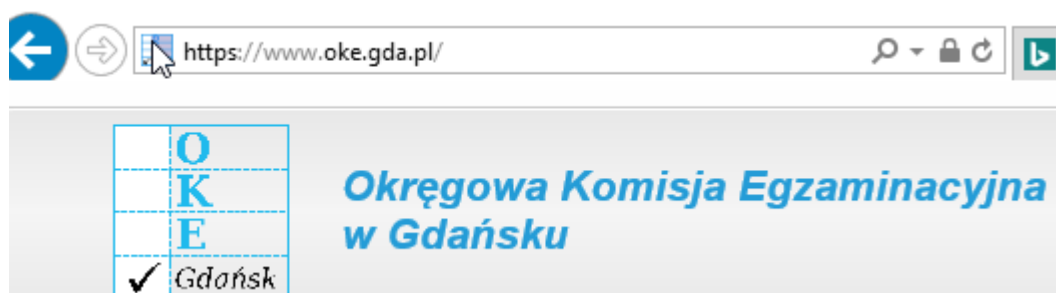 https://www.oke.gda.pl/
O
K
E
Gdańsk
Okręgowa Komisja Egzaminacyjna
w Gdańsku